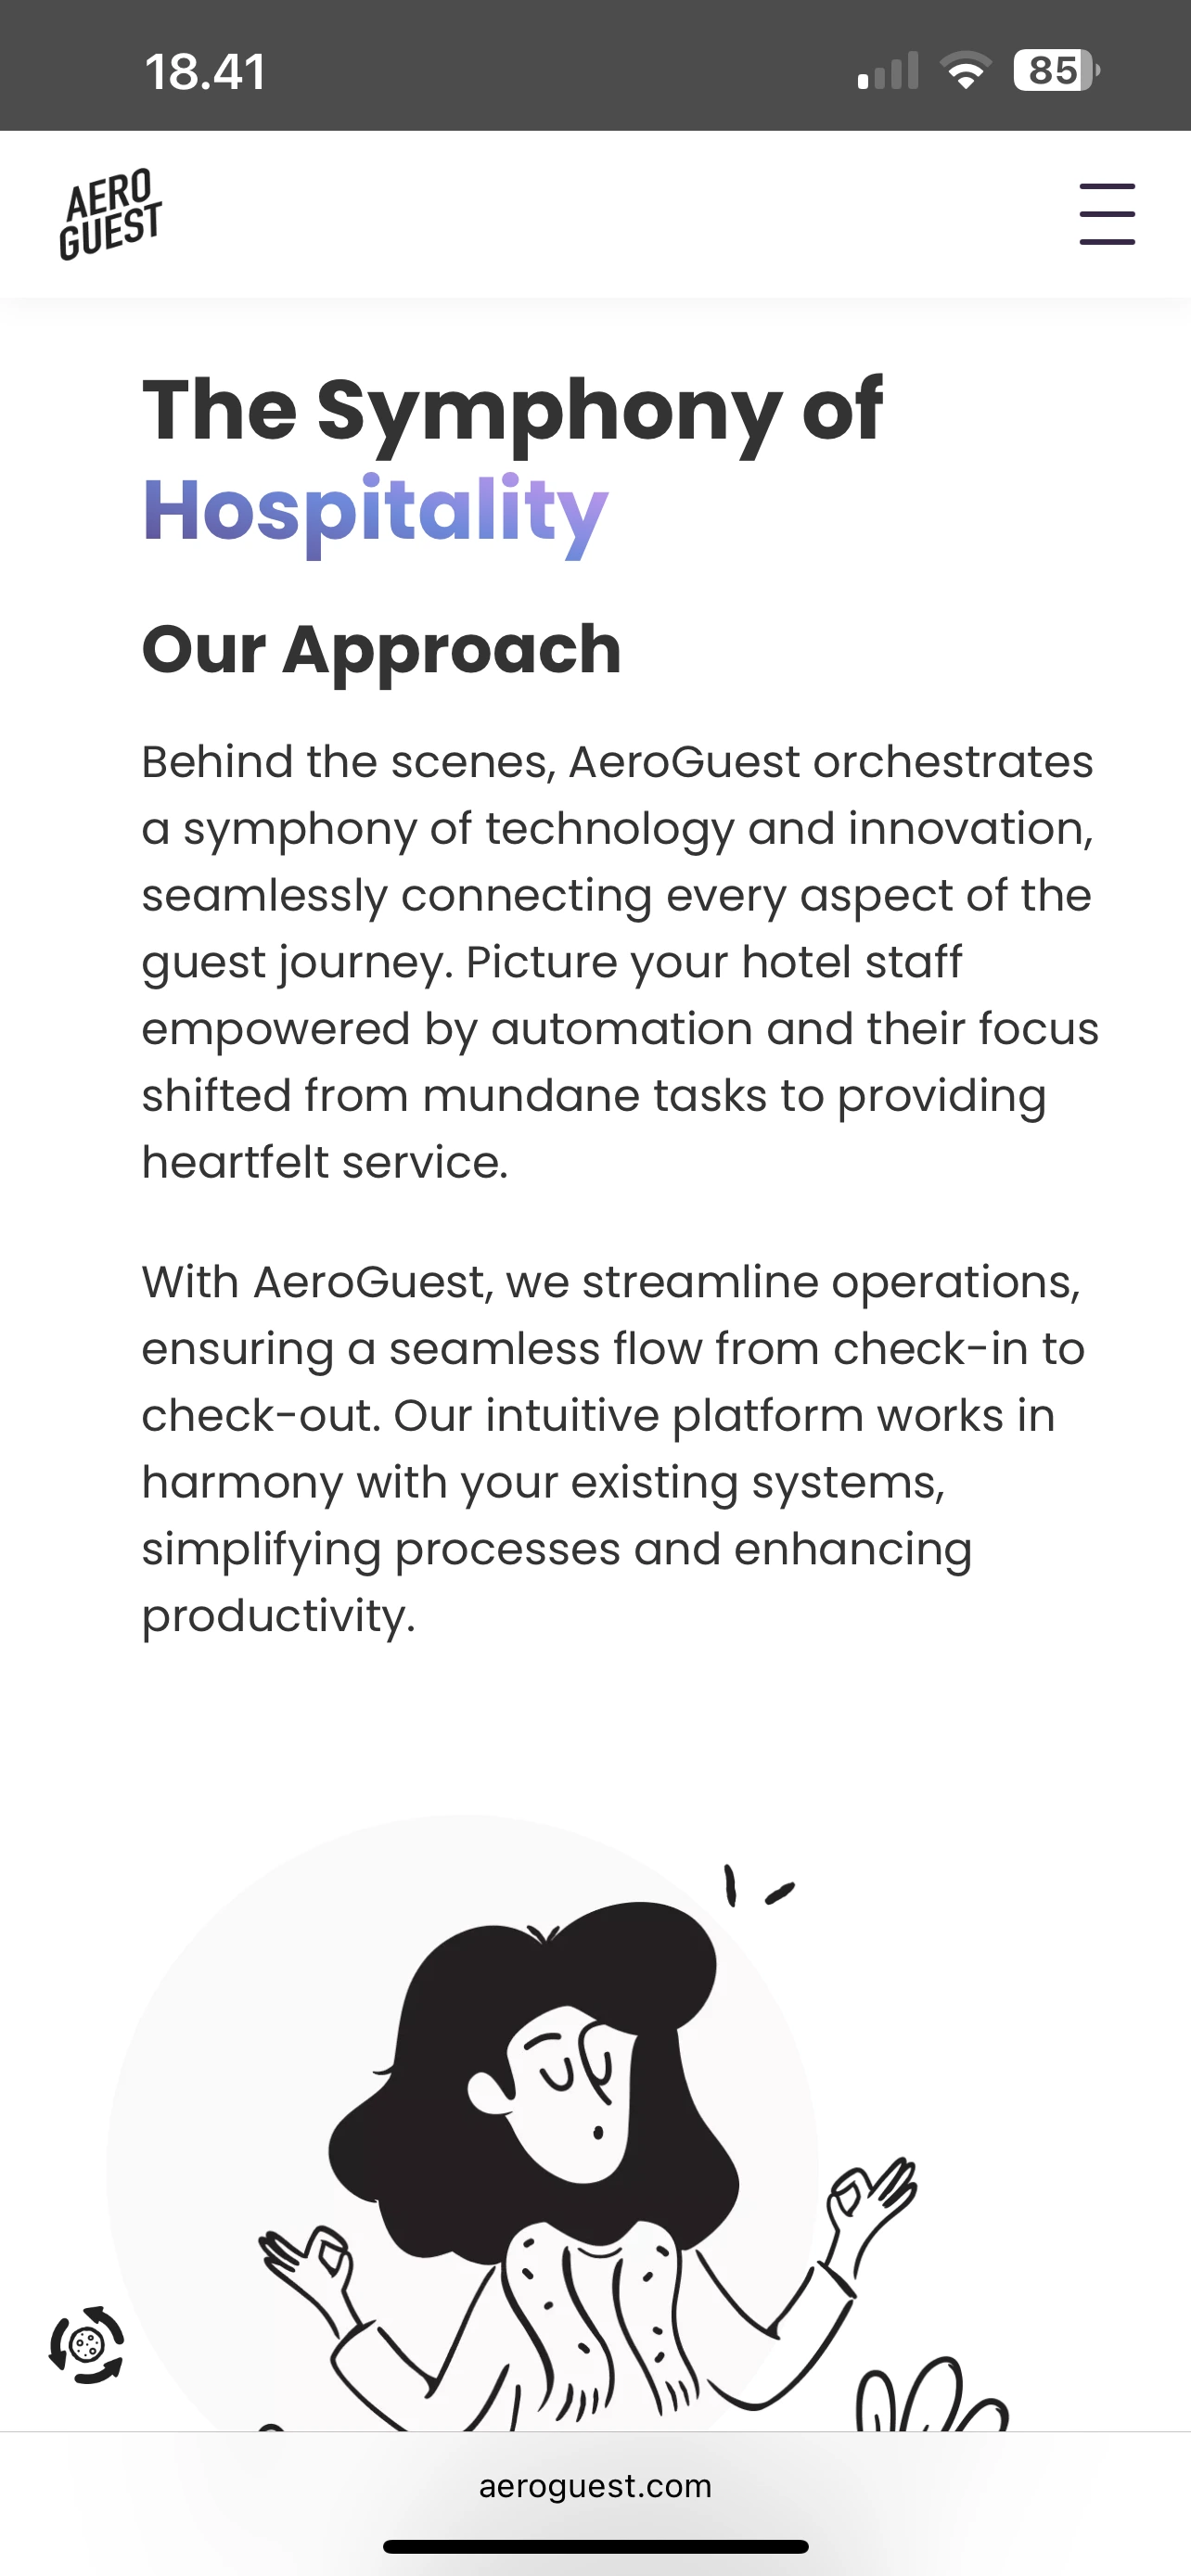 18.41
85
AERO
GUEST
The Symphony of
Hospitality
Our Approach
Behind the scenes, AeroGuest orchestrates
a symphony of technology and innovation,
seamlessly connecting every aspect of the
guest journey. Picture your hotel staff
empowered by automation and their focus
shifted from mundane tasks to providing
heartfelt service.
With AeroGuest, we streamline operations,
ensuring a seamless flow from check-in to
check-out. Our intuitive platform works in
harmony with your existing systems,
simplifying processes and enhancing
productivity.
aeroguest.com